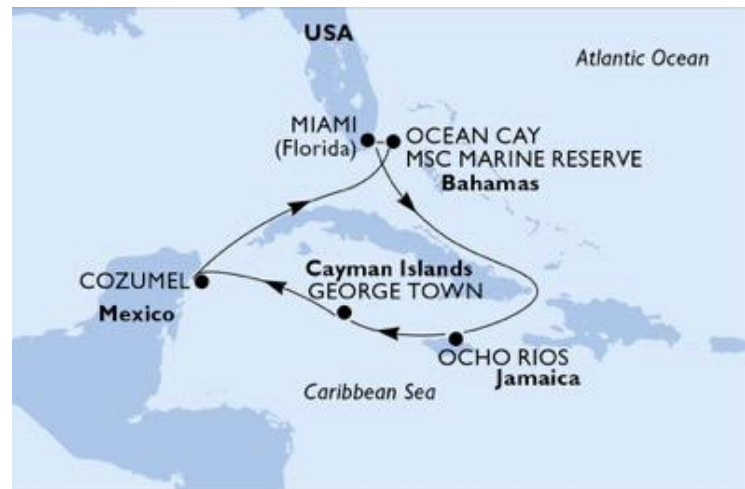 USA
Atlantic Ocean
MIAMI
(Florida)
OCEAN CAY
MSC MARINE RESERVE
Bahamas
COZUMEL
Mexico
Cayman Islands
GEORGE TOWN
OCHO RIOS
Jamaica
Caribbean Sea